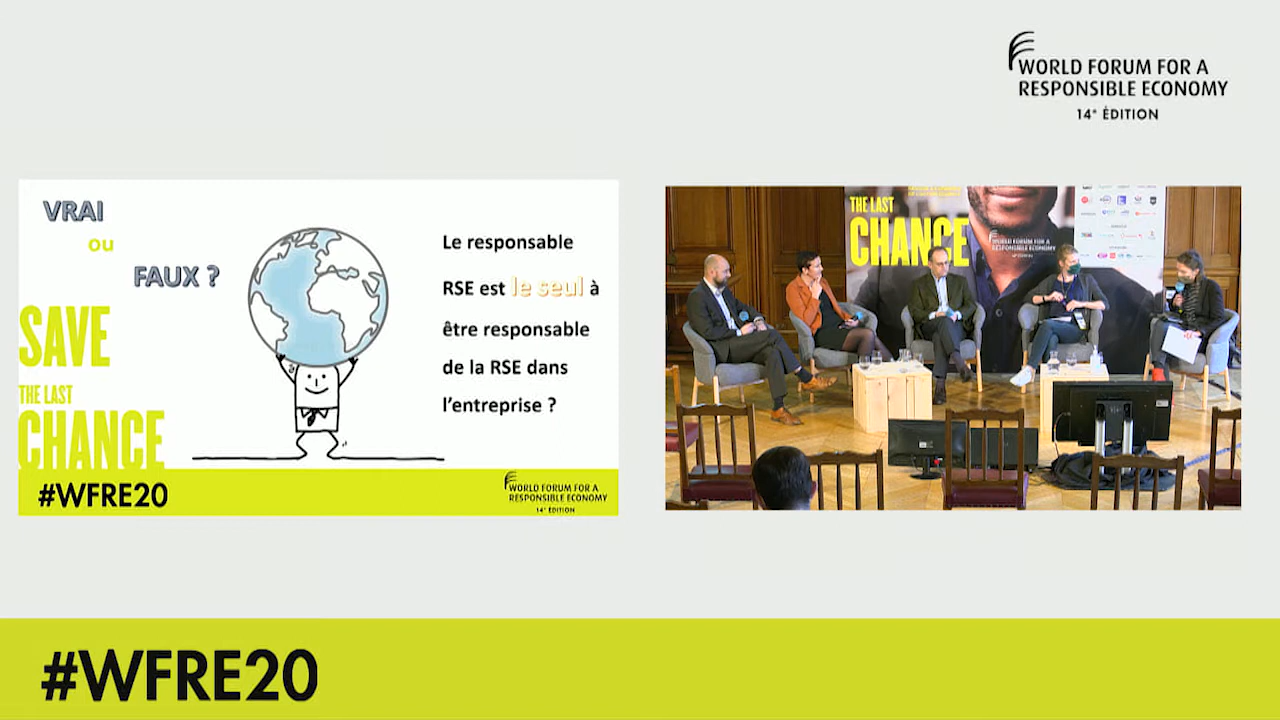 WORLD FORUM FOR A
RESPONSIBLE ECONOMY
14e ÉDITION
VRAI
ou
FAUX ?
SAVE
THE LAST
CHANCE
#WFRE20
Le responsable
RSE est le seul à
être responsable
de la RSE dans
l'entreprise ?
WORLD FORUM FOR A
RESPONSIBLE ECONOMY
14e ÉDITION
THE LAST
CHANCE
WORLD FORUM FOR A
RESPONSIBLE ECONOMY
#WFRE20